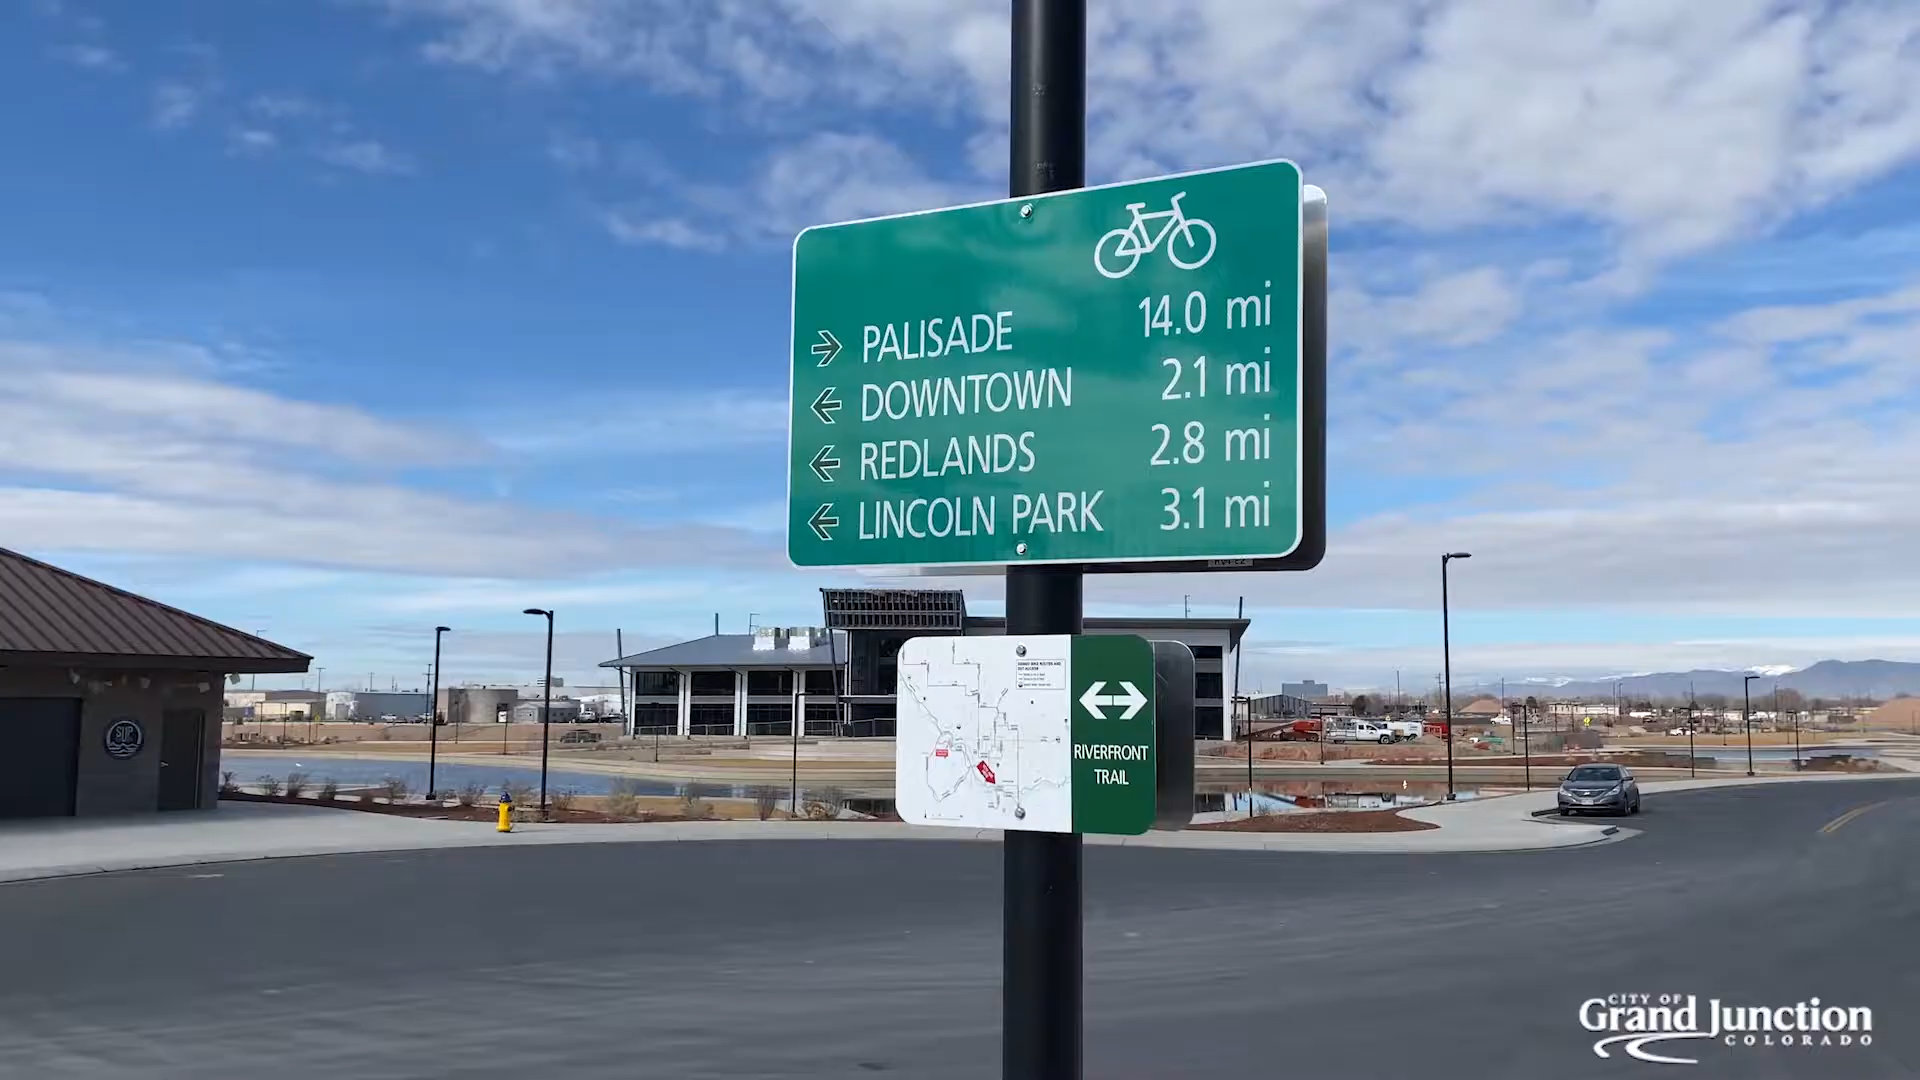 PALISADE 14.0 mi
DOWNTOWN 2.1 mi
REDLANDS 2.8 mi
LINCOLN PARK 3.1 mi
RIVERFRONT
TRAIL
SUP
CITY OF
Grand Junction
COLORADO